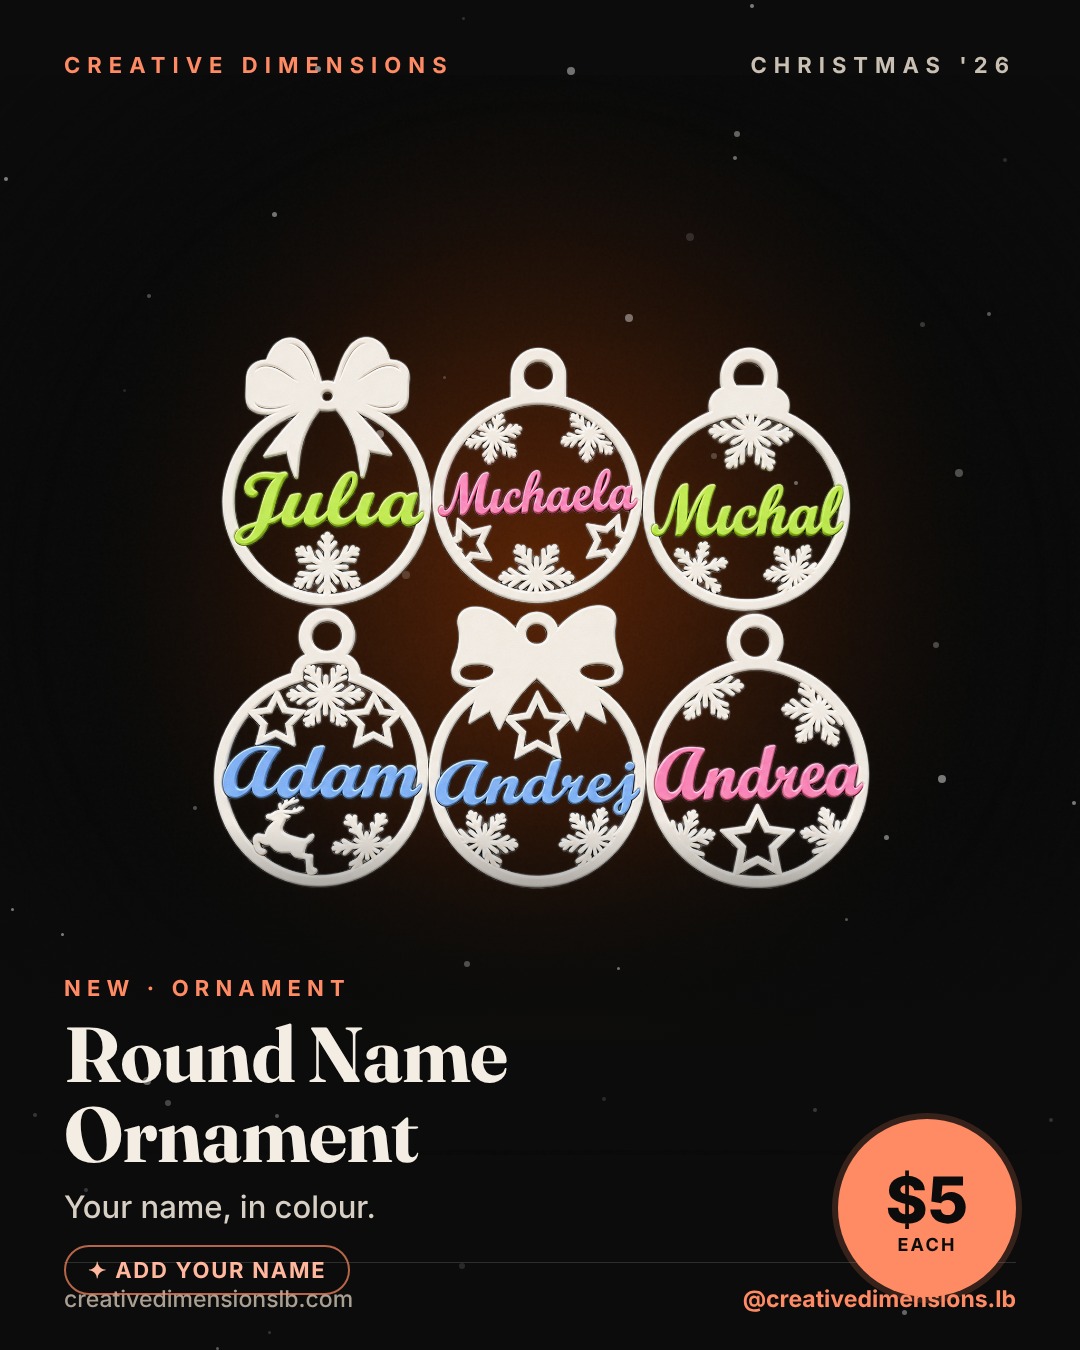 CREATIVE DIMENSIONS
CHRISTMAS '26
Julia
Michaela
Michal
Adam
Andrej
Andrea
NEW · ORNAMENT
Round Name
Ornament
Your name, in colour.
✦ ADD YOUR NAME
$5
EACH
creativedimensionslb.com
@creativedimensions.lb